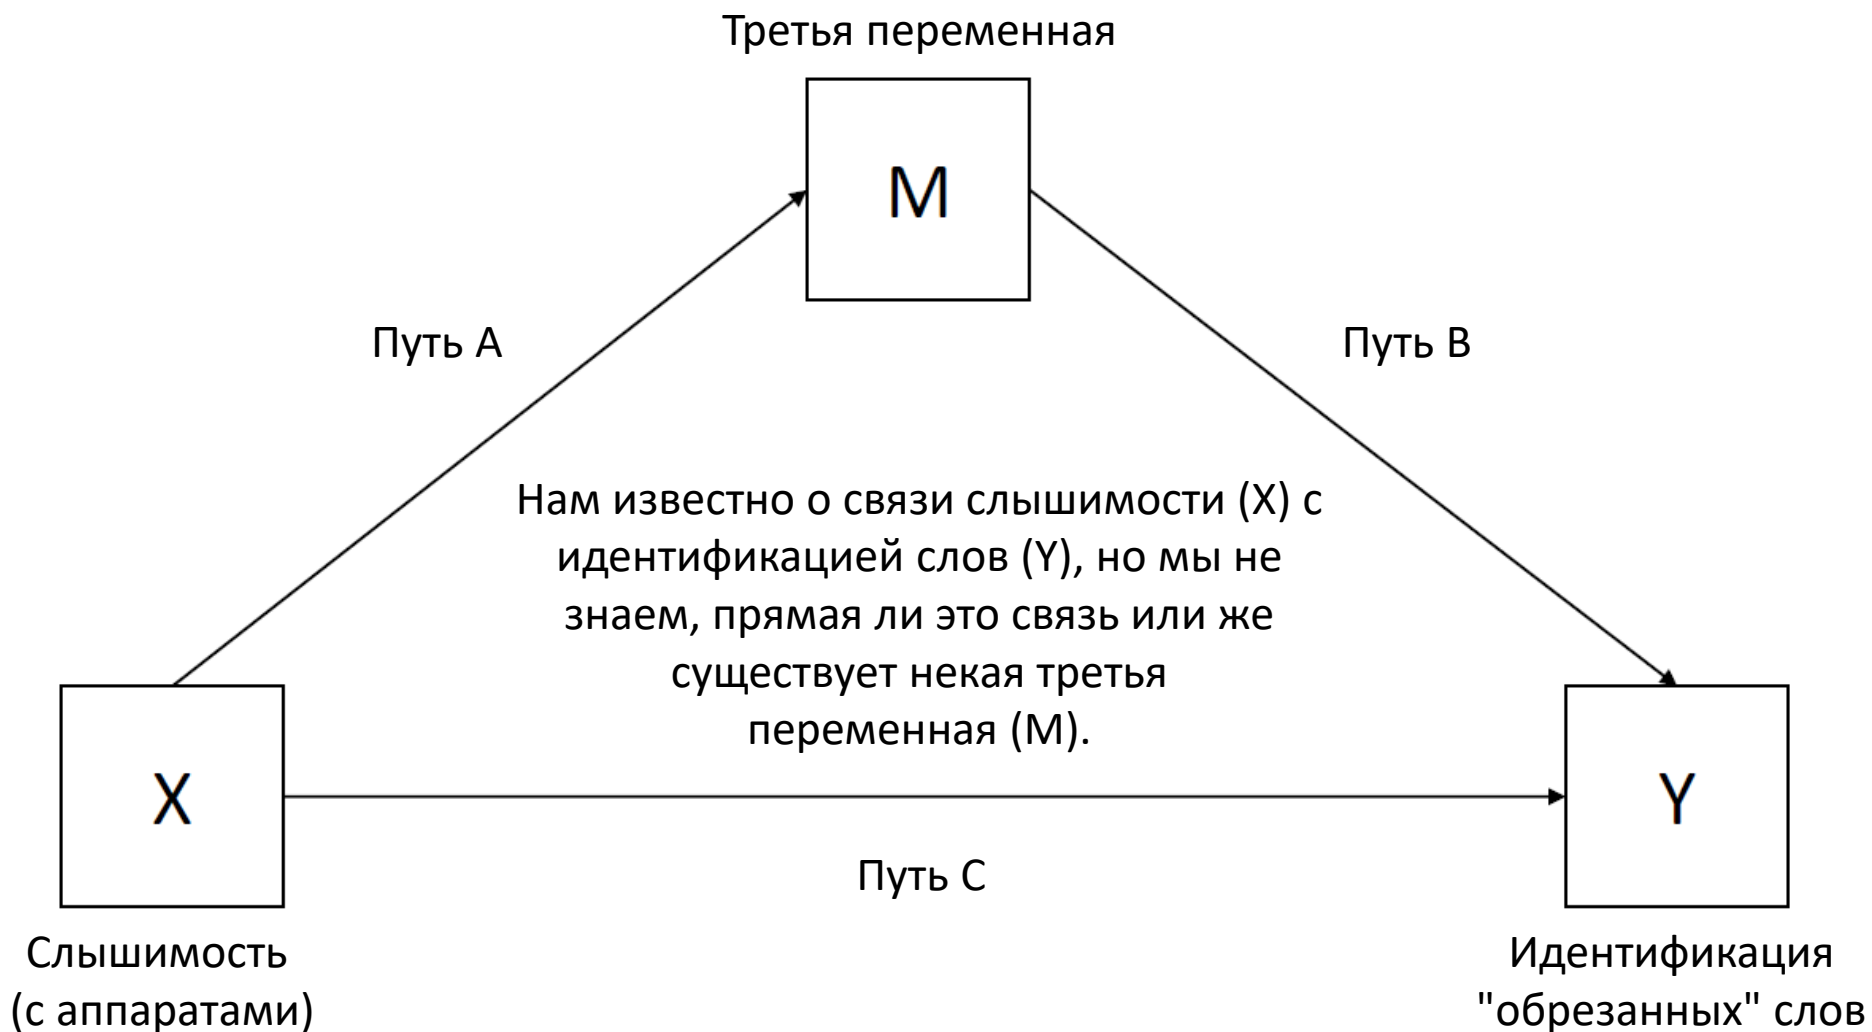 Третья переменная
M
Путь A
Путь B
Нам известно о связи слышимости (X) с
идентификацией слов (Y), но мы не
знаем, прямая ли это связь или же
существует некая третья
переменная (M).
X
Y
Путь C
Слышимость
(с аппаратами)
Идентификация
"обрезанных" слов